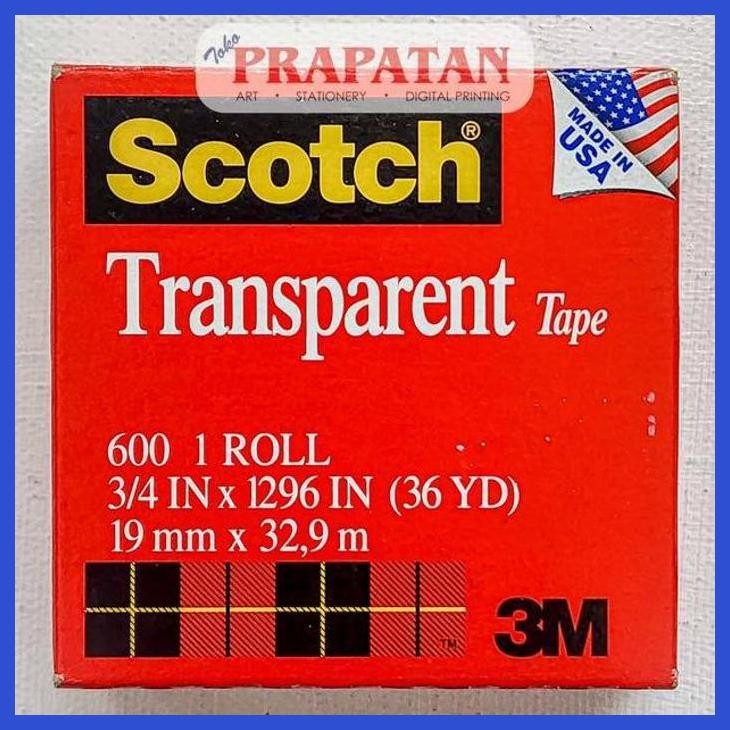 Toko
PRAPATAN
ART • STATIONERY • DIGITAL PRINTING
Scotch®
MADE IN
USA
Transparent Tape
600 1 ROLL
3/4 IN x 1296 IN (36 YD)
19 mm x 32,9 m
TM
3M